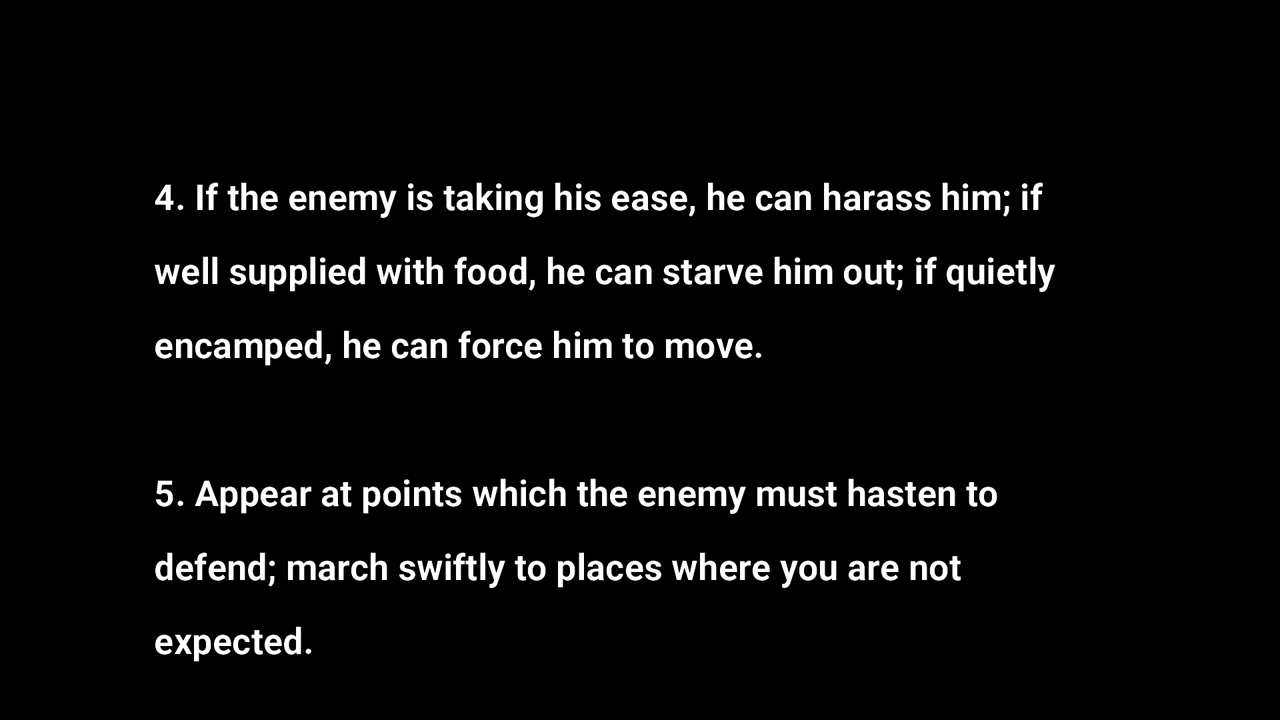 4. If the enemy is taking his ease, he can harass him; if
well supplied with food, he can starve him out; if quietly
encamped, he can force him to move.
5. Appear at points which the enemy must hasten to
defend; march swiftly to places where you are not
expected.